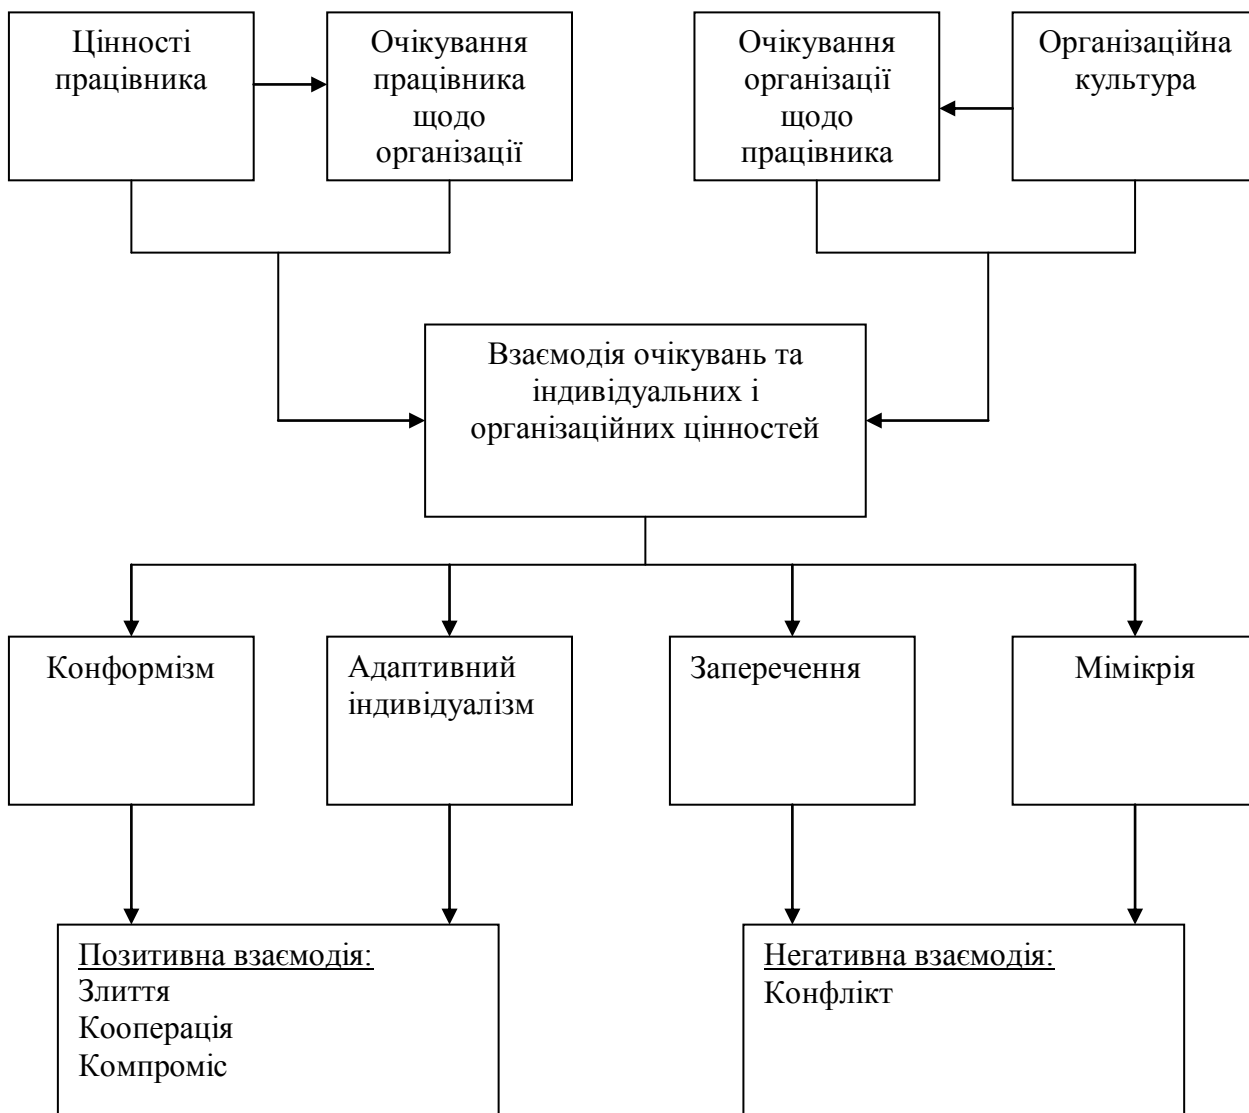 Цінності
працівника
Очікування
працівника
щодо
організації
Очікування
організації
щодо
працівника
Організаційна
культура
Взаємодія очікувань та
індивідуальних і
організаційних цінностей
Конформізм
Адаптивний
індивідуалізм
Заперечення
Мімікрія
Позитивна взаємодія:
Злиття
Кооперація
Компроміс
Негативна взаємодія:
Конфлікт